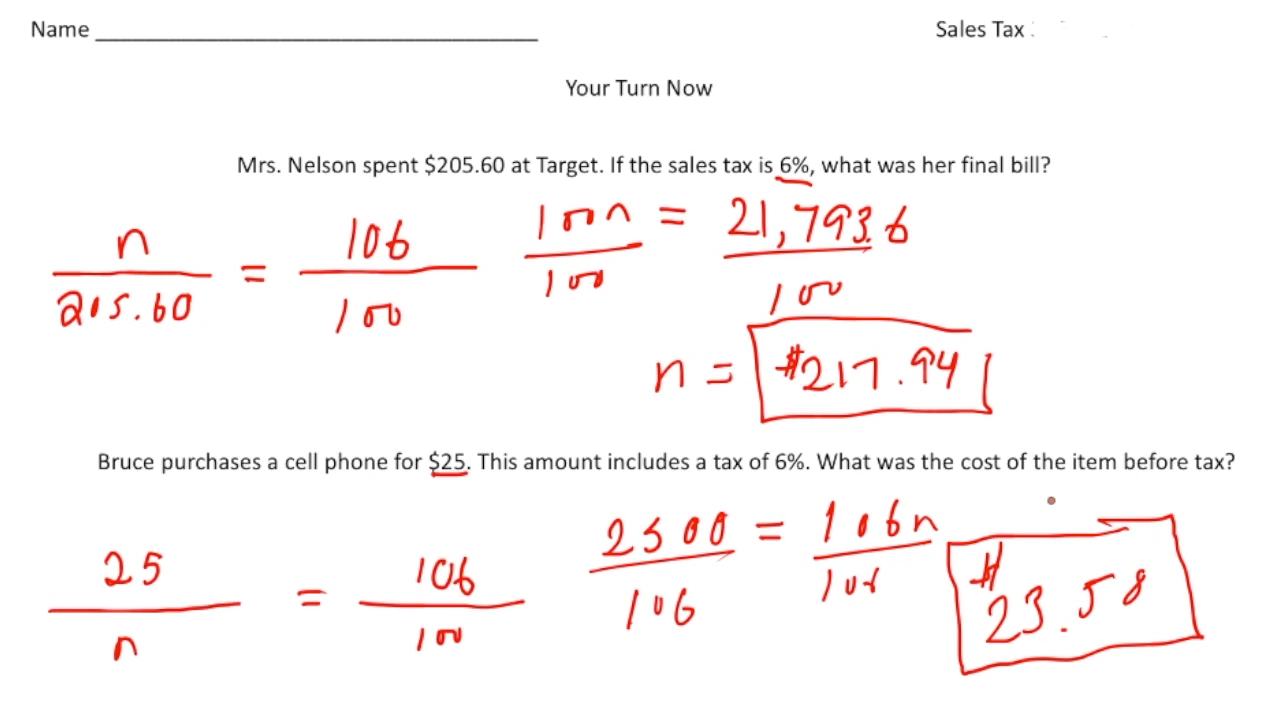 Name ______________________________________ Sales Tax
Your Turn Now
Mrs. Nelson spent $205.60 at Target. If the sales tax is 6%, what was her final bill?
n/205.60 = 106/100
100n/100 = 21,793.6/100
n = $217.94
Bruce purchases a cell phone for $25. This amount includes a tax of 6%. What was the cost of the item before tax?
25/n = 106/100
2500/106 = 106n/106
$23.58